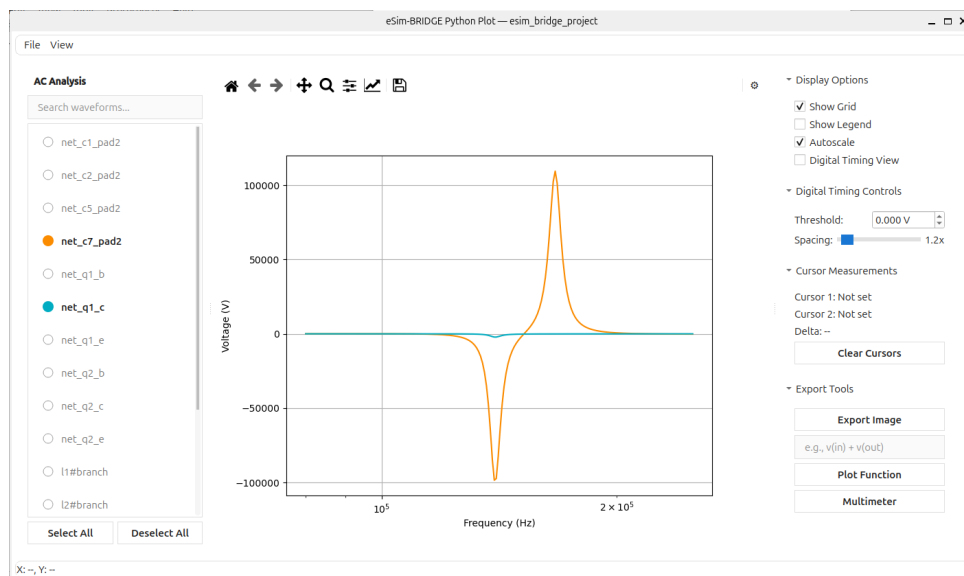 eSim-BRIDGE Python Plot — esim_bridge_project
File View
AC Analysis
Search waveforms...
net_c1_pad2
net_c2_pad2
net_c5_pad2
net_c7_pad2
net_q1_b
net_q1_c
net_q1_e
net_q2_b
net_q2_c
net_q2_e
l1#branch
l2#branch
Select All
Deselect All
100000
50000
0
−50000
−100000
Voltage (V)
10⁵
2 × 10⁵
Frequency (Hz)
Display Options
Show Grid
Show Legend
Autoscale
Digital Timing View
Digital Timing Controls
Threshold: 0.000 V
Spacing: 1.2x
Cursor Measurements
Cursor 1: Not set
Cursor 2: Not set
Delta: --
Clear Cursors
Export Tools
Export Image
e.g., v(in) + v(out)
Plot Function
Multimeter
X: --, Y: --